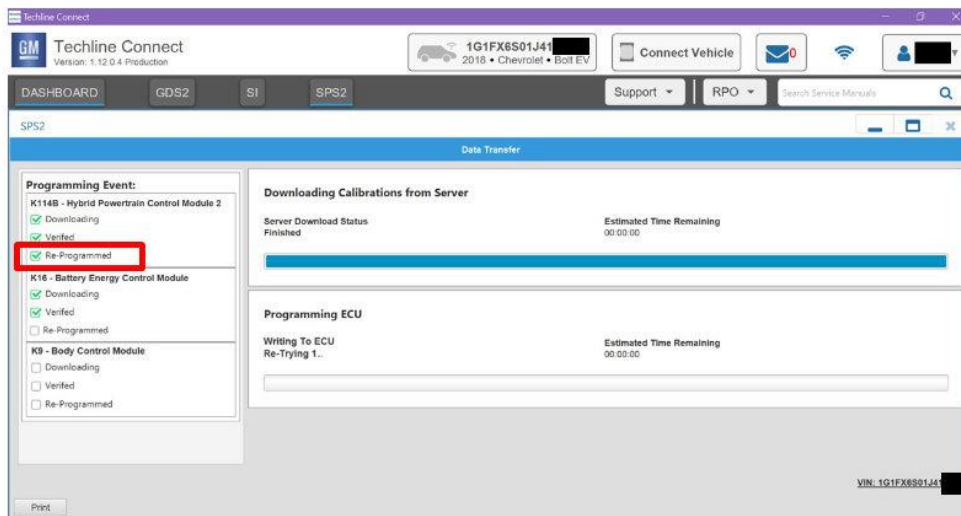 Techline Connect
GM
Techline Connect
Version: 1.12.0.4 Production
1G1FX6S01J41
2018 • Chevrolet • Bolt EV
Connect Vehicle
0
DASHBOARD GDS2 SI SPS2 Support RPO Search Service Manuals
SPS2
Data Transfer
Programming Event:
K114B - Hybrid Powertrain Control Module 2
Downloading
Verifed
Re-Programmed
K16 - Battery Energy Control Module
Downloading
Verifed
Re-Programmed
K9 - Body Control Module
Downloading
Verifed
Re-Programmed
Downloading Calibrations from Server
Server Download Status Estimated Time Remaining
Finished 00:00:00
Programming ECU
Writing To ECU Estimated Time Remaining
Re-Trying 1.. 00:00:00
VIN: 1G1FX6S01J41
Print